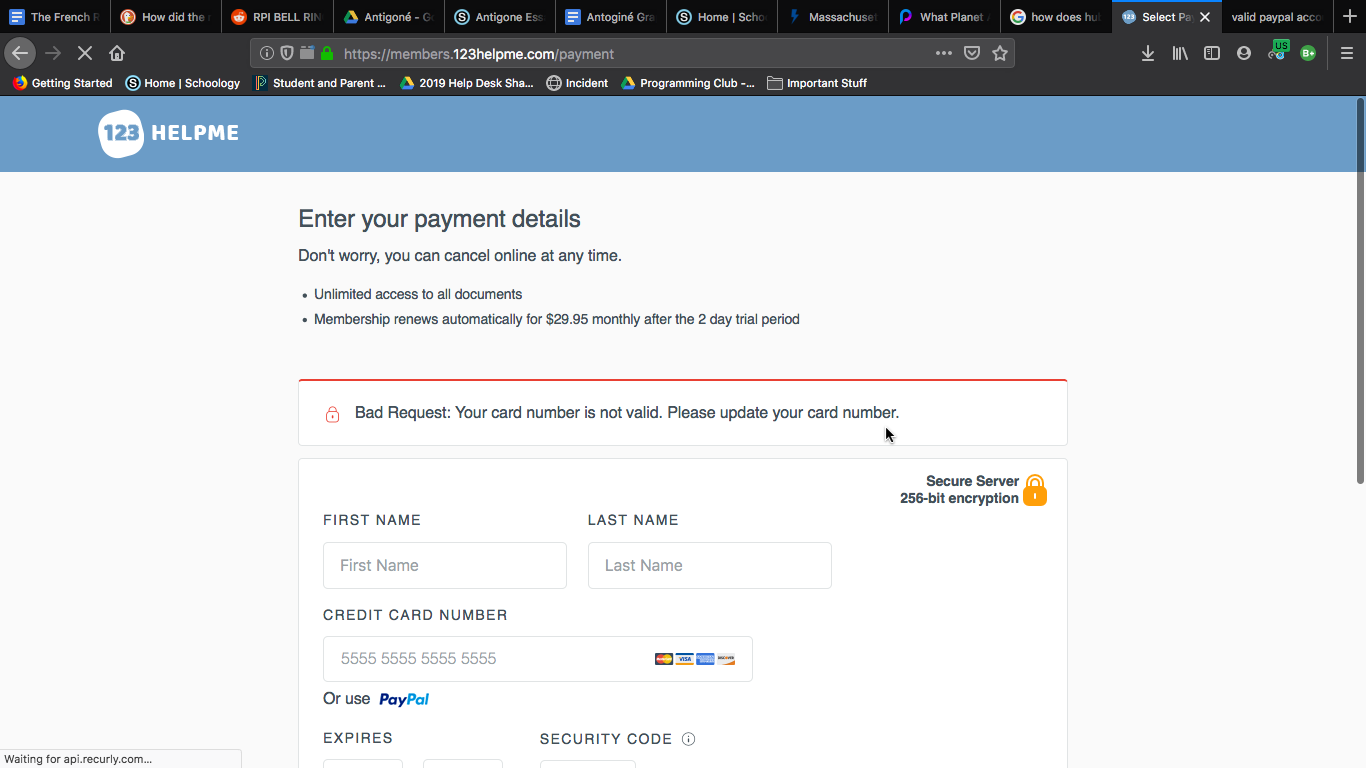 The French R
How did the r
RPI BELL RIN
Antigoné - Go
Antigone Ess
Antoginé Gra
Home | Scho
Massachuset
What Planet A
how does hu
Select Pa
valid paypal acco
https://members.123helpme.com/payment
US
B+
Getting Started
Home | Schoology
Student and Parent ...
2019 Help Desk Sha...
Incident
Programming Club -...
Important Stuff
123 HELPME
Enter your payment details
Don't worry, you can cancel online at any time.
• Unlimited access to all documents
• Membership renews automatically for $29.95 monthly after the 2 day trial period
Bad Request: Your card number is not valid. Please update your card number.
Secure Server
256-bit encryption
FIRST NAME
LAST NAME
First Name
Last Name
CREDIT CARD NUMBER
5555 5555 5555 5555
VISA
DISCOVER
Or use PayPal
EXPIRES
SECURITY CODE
Waiting for api.recurly.com...